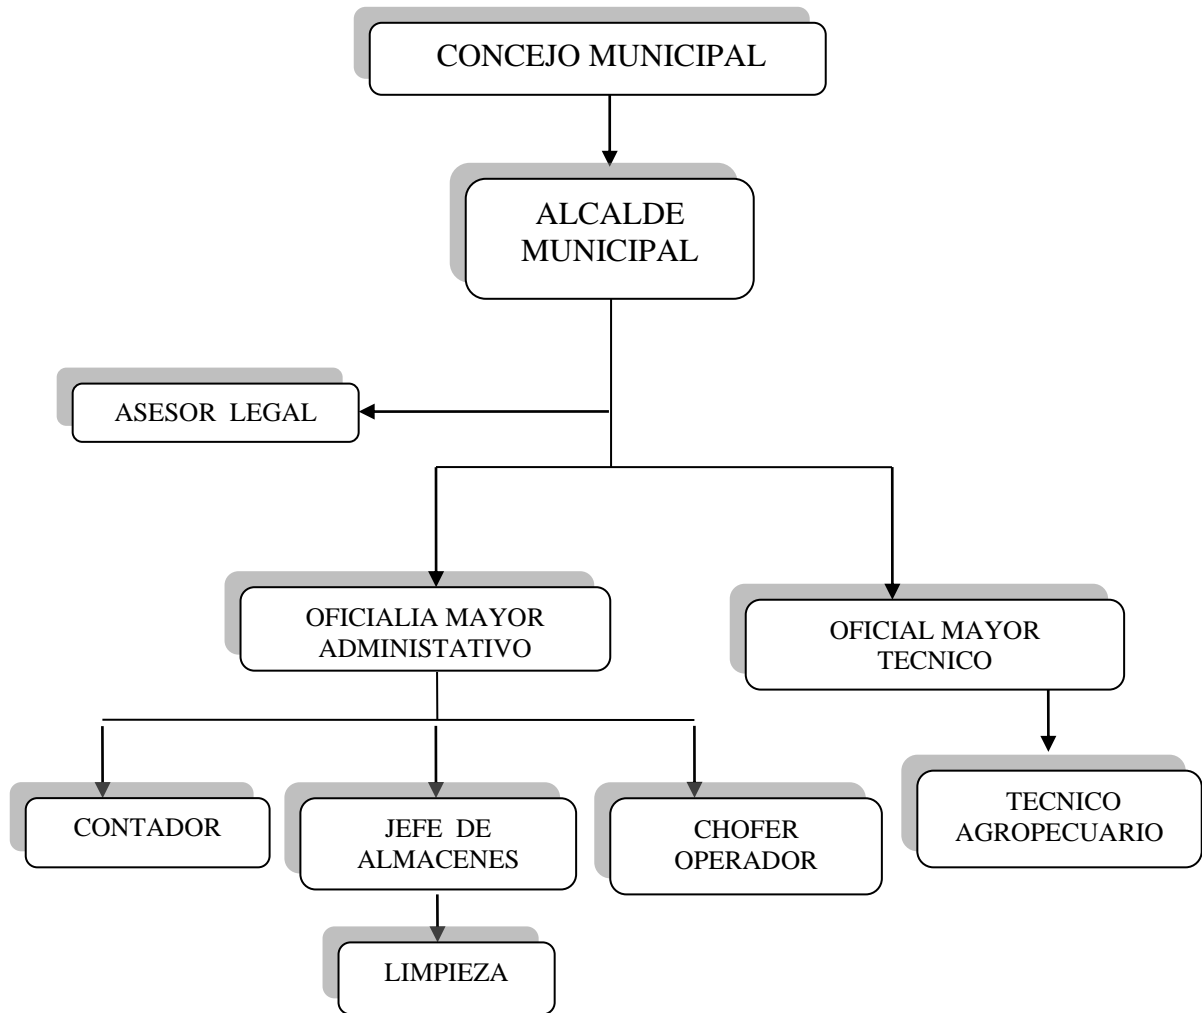 CONCEJO MUNICIPAL
ALCALDE
MUNICIPAL
ASESOR LEGAL
OFICIALIA MAYOR
ADMINISTATIVO
OFICIAL MAYOR
TECNICO
CONTADOR
JEFE DE
ALMACENES
CHOFER
OPERADOR
TECNICO
AGROPECUARIO
LIMPIEZA